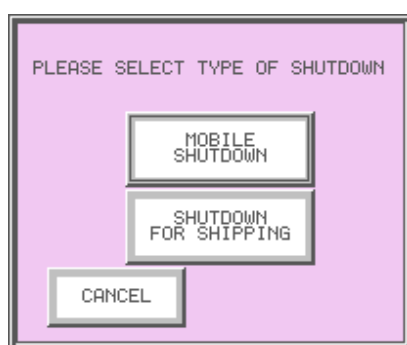 PLEASE SELECT TYPE OF SHUTDOWN
MOBILE
SHUTDOWN
SHUTDOWN
FOR SHIPPING
CANCEL